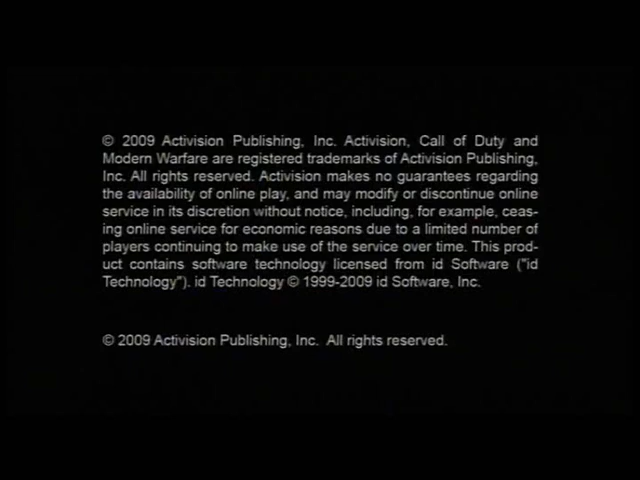 © 2009 Activision Publishing, Inc. Activision, Call of Duty and
Modern Warfare are registered trademarks of Activision Publishing,
Inc. All rights reserved. Activision makes no guarantees regarding
the availability of online play, and may modify or discontinue online
service in its discretion without notice, including, for example, ceas-
ing online service for economic reasons due to a limited number of
players continuing to make use of the service over time. This prod-
uct contains software technology licensed from id Software ("id
Technology"). id Technology © 1999-2009 id Software, Inc.
© 2009 Activision Publishing, Inc. All rights reserved.